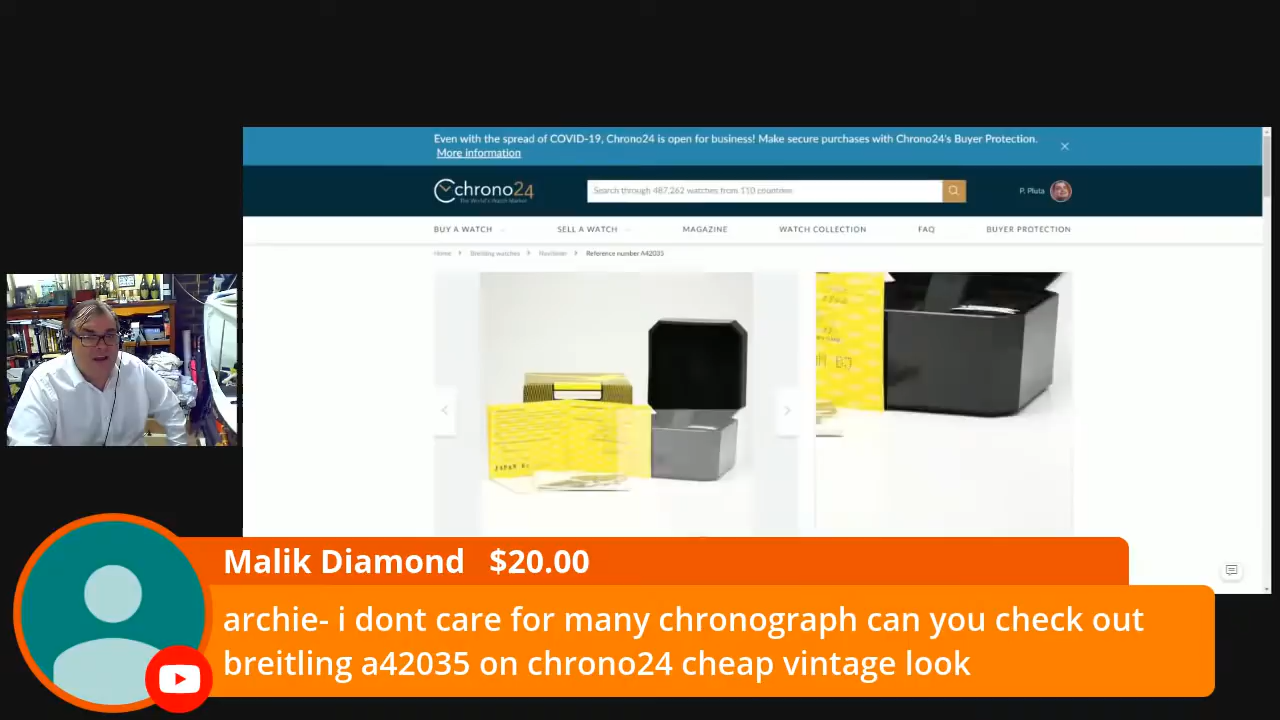 Even with the spread of COVID-19, Chrono24 is open for business! Make secure purchases with Chrono24's Buyer Protection.
More information
chrono24
The World's Watch Market
Search through 487,262 watches from 110 countries
P. Pluta
BUY A WATCH SELL A WATCH MAGAZINE WATCH COLLECTION FAQ BUYER PROTECTION
Home > Breitling watches > Navitimer > Reference number A42035
Malik Diamond $20.00
archie- i dont care for many chronograph can you check out
breitling a42035 on chrono24 cheap vintage look